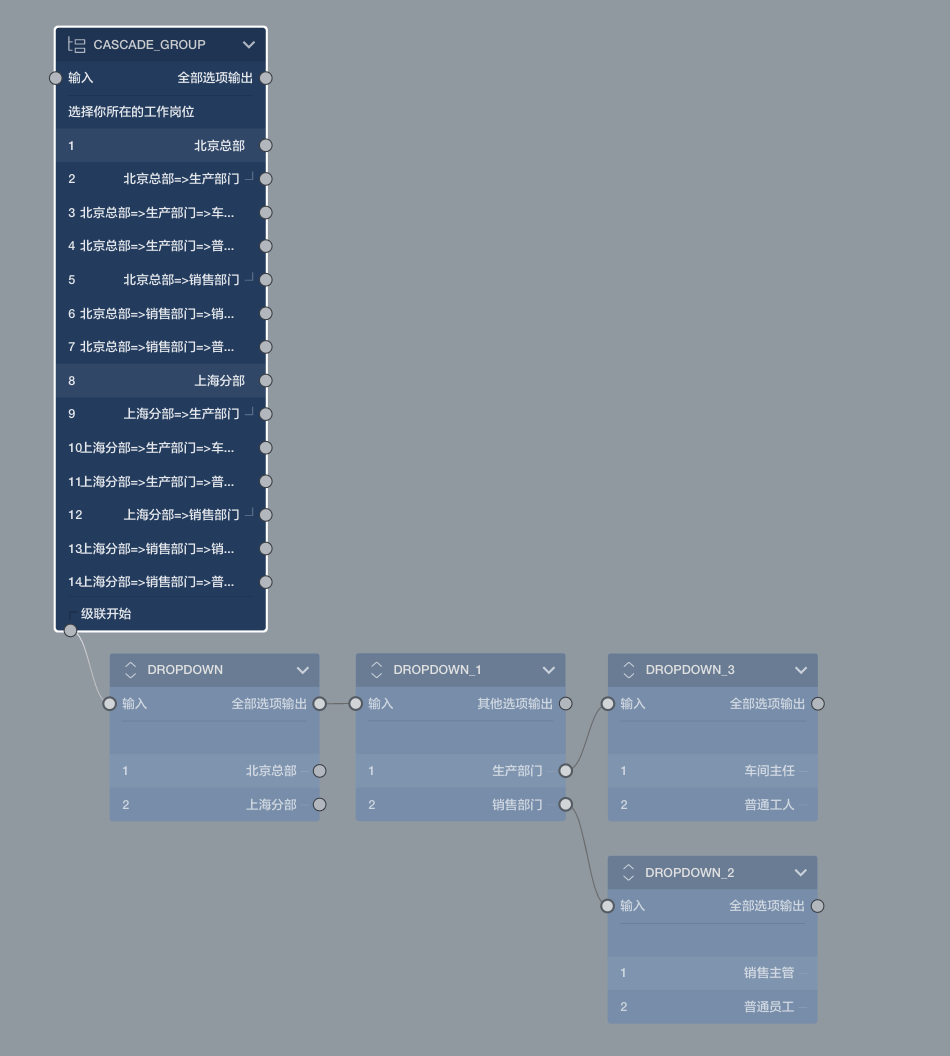 CASCADE_GROUP
输入 全部选项输出
选择你所在的工作岗位
1 北京总部
2 北京总部=>生产部门
3 北京总部=>生产部门=>车...
4 北京总部=>生产部门=>普...
5 北京总部=>销售部门
6 北京总部=>销售部门=>销...
7 北京总部=>销售部门=>普...
8 上海分部
9 上海分部=>生产部门
10上海分部=>生产部门=>车...
11上海分部=>生产部门=>普...
12 上海分部=>销售部门
13上海分部=>销售部门=>销...
14上海分部=>销售部门=>普...
级联开始
DROPDOWN
输入 全部选项输出
1 北京总部
2 上海分部
DROPDOWN_1
输入 其他选项输出
1 生产部门
2 销售部门
DROPDOWN_3
输入 全部选项输出
1 车间主任
2 普通工人
DROPDOWN_2
输入 全部选项输出
1 销售主管
2 普通员工